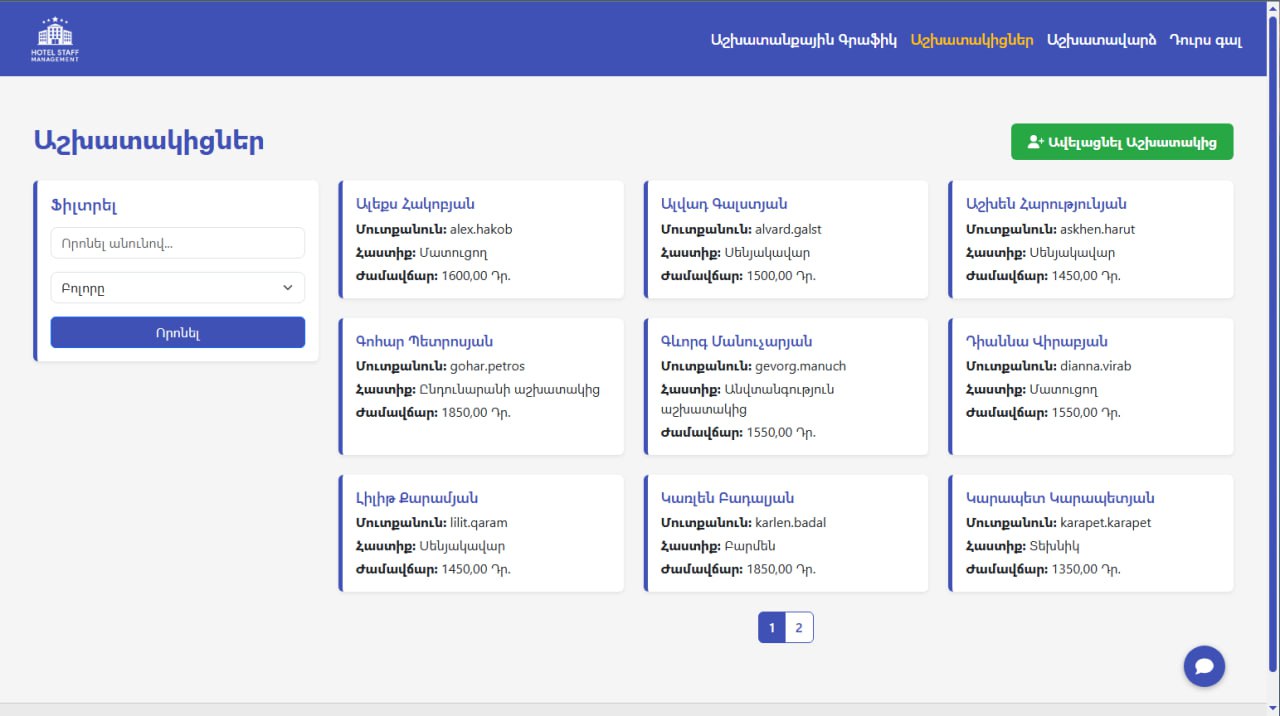 HOTEL STAFF
MANAGEMENT
Աշխատանքային Գրաֆիկ Աշխատակիցներ Աշխատավարձ Դուրս գալ
Աշխատակիցներ
Ավելացնել Աշխատակից
Ֆիլտրել
Որոնել անունով...
Բոլորը
Որոնել
Ալեքս Հակոբյան
Մուտքանուն: alex.hakob
Հաստիք: Մատուցող
Ժամավճար: 1600,00 Դր.
Ալվադ Գալստյան
Մուտքանուն: alvard.galst
Հաստիք: Սենյակավար
Ժամավճար: 1500,00 Դր.
Աշխեն Հարությունյան
Մուտքանուն: askhen.harut
Հաստիք: Սենյակավար
Ժամավճար: 1450,00 Դր.
Գոհար Պետրոսյան
Մուտքանուն: gohar.petros
Հաստիք: Ընդունարանի աշխատակից
Ժամավճար: 1850,00 Դր.
Գևորգ Մանուչարյան
Մուտքանուն: gevorg.manuch
Հաստիք: Անվտանգություն
աշխատակից
Ժամավճար: 1550,00 Դր.
Դիաննա Վիրաբյան
Մուտքանուն: dianna.virab
Հաստիք: Մատուցող
Ժամավճար: 1550,00 Դր.
Լիլիթ Քարամյան
Մուտքանուն: lilit.qaram
Հաստիք: Սենյակավար
Ժամավճար: 1450,00 Դր.
Կառլեն Բադալյան
Մուտքանուն: karlen.badal
Հաստիք: Բարմեն
Ժամավճար: 1850,00 Դր.
Կարապետ Կարապետյան
Մուտքանուն: karapet.karapet
Հաստիք: Տեխնիկ
Ժամավճար: 1350,00 Դր.
1 2